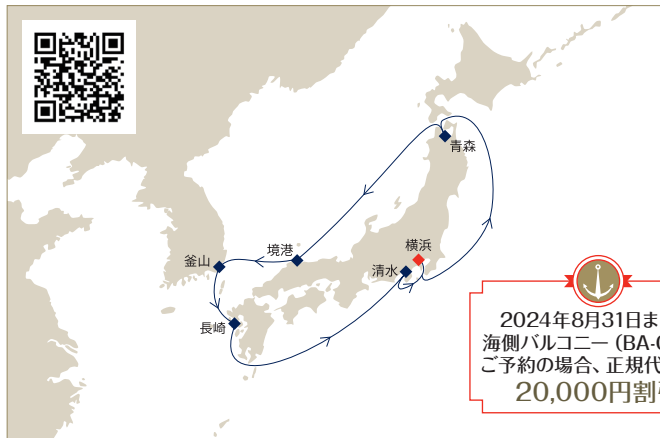 青森
境港
横浜
釜山
清水
長崎
2024年8月31日ま
海側バルコニー (BA-
ご予約の場合、正規代
20,000円割